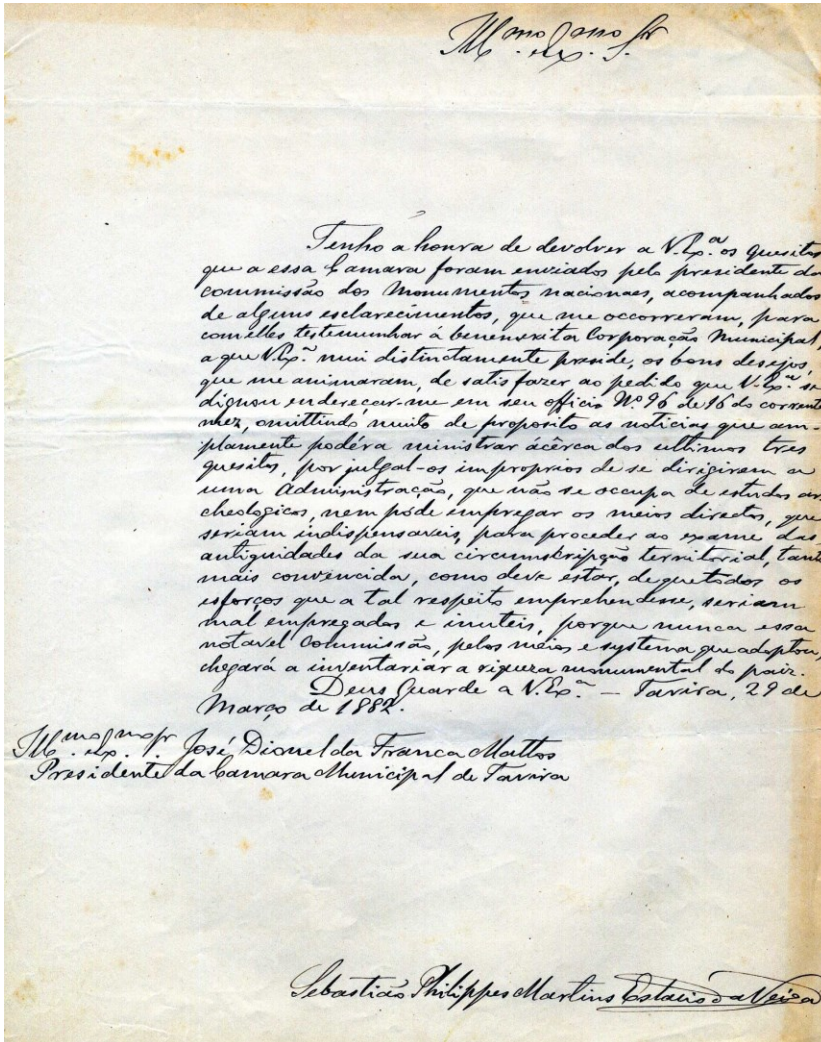 Ill.mo Ex.mo Sr.
Tenho a honra de devolver a V. Ex.a os quesitos
que a essa Camara foram enviados pelo presidente da
commissão dos Monumentos nacionaes, acompanhados
de alguns esclarecimentos, que me occorreram, para
com elles testemunhar á benemerita Corporação Municipal,
a que V. Ex.a mui distinctamente preside, os bons desejos,
que me animaram, de satisfazer ao pedido que V. Ex.a se
dignou endereçar-me em seu officio Nº 96 de 16 do corrente
mez, omittindo muito de proposito as noticias que am-
plamente podéra ministrar ácêrca dos ultimos tres
quesitos, por julgal-os improprios de se dirigirem a
uma Administração, que não se occupa de estudos ar-
cheologicos, nem póde empregar os meios directos, que
seriam indispensaveis, para proceder ao exame das
antiguidades da sua circumscripção territorial, tanto
mais convencida, como deve estar, de que todos os
esforços que a tal respeito emprehendesse, seriam
mal empregados e inuteis, porque nunca essa
notavel Commissão, pelos meios e systema que adoptou,
chegará a inventariar a riqueza monumental do paiz.
Deus Guarde a V. Ex.a — Tavira, 29 de
Março de 1882.
Ill.mo Ex.mo Sr. José Dionel da Franca Mattos
Presidente da Camara Municipal de Tavira
Sebastião Philippes Martins Estacio da Veiga